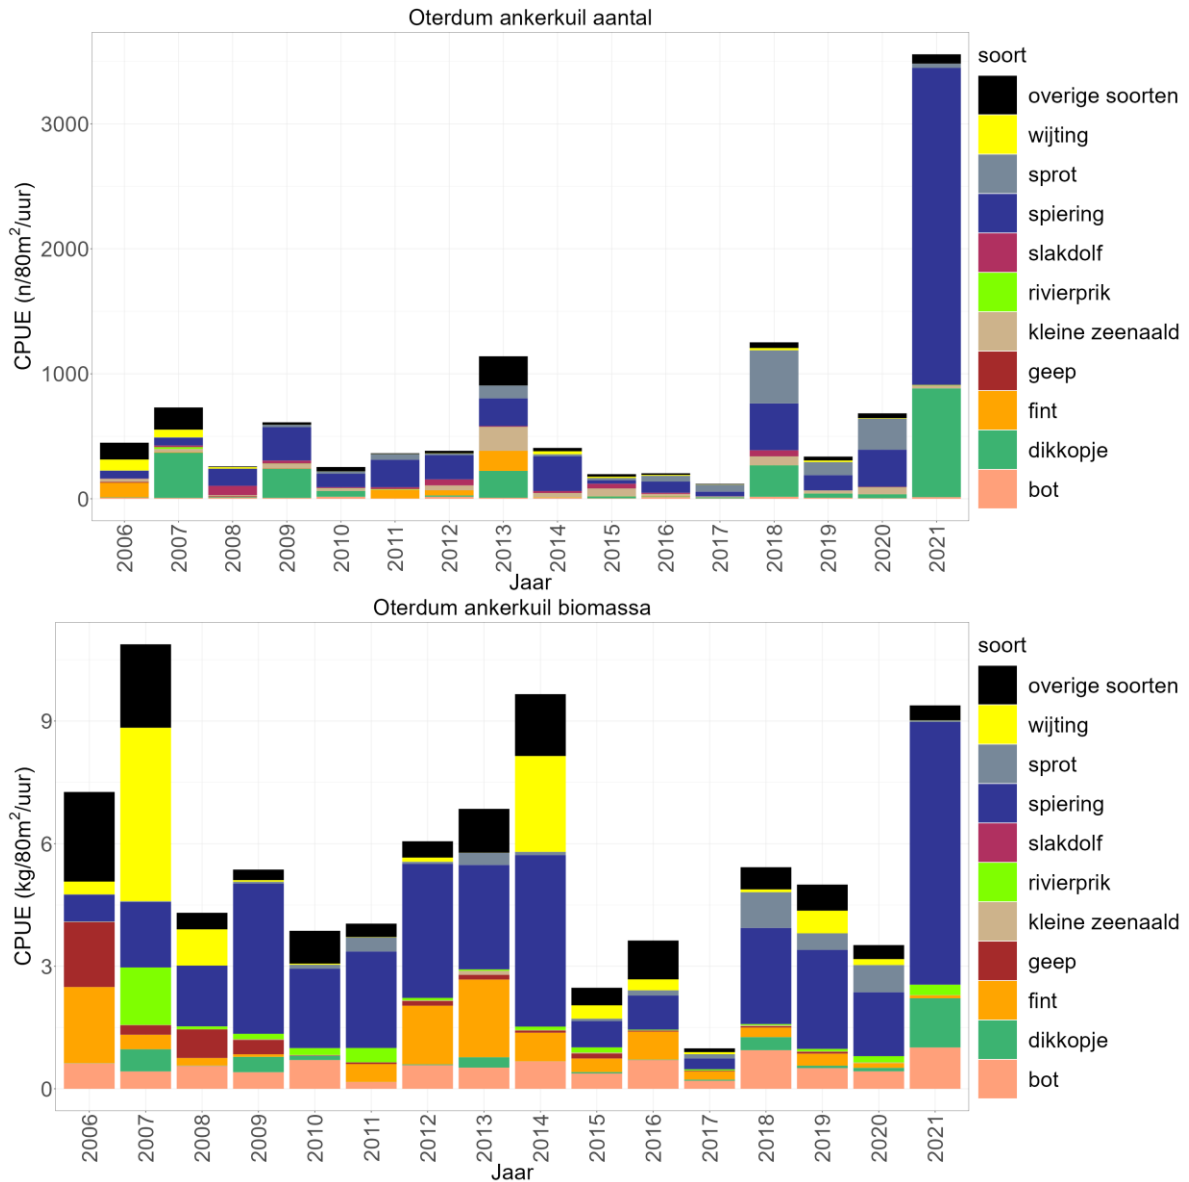 Oterdum ankerkuil aantal
CPUE (n/80m²/uur)
3000
2000
1000
0
2006 2007 2008 2009 2010 2011 2012 2013 2014 2015 2016 2017 2018 2019 2020 2021
Jaar
soort
overige soorten
wijting
sprot
spiering
slakdolf
rivierprik
kleine zeenaald
geep
fint
dikkopje
bot
Oterdum ankerkuil biomassa
CPUE (kg/80m²/uur)
9
6
3
0
2006 2007 2008 2009 2010 2011 2012 2013 2014 2015 2016 2017 2018 2019 2020 2021
Jaar
soort
overige soorten
wijting
sprot
spiering
slakdolf
rivierprik
kleine zeenaald
geep
fint
dikkopje
bot